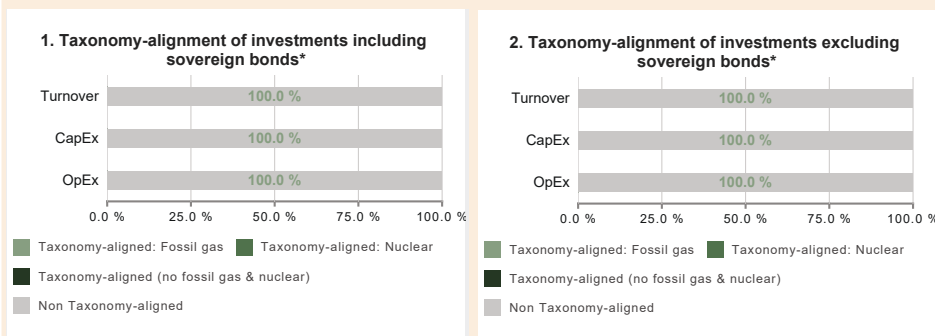 1. Taxonomy-alignment of investments including
sovereign bonds*
Turnover
100.0 %
CapEx
100.0 %
OpEx
100.0 %
0.0 % 25.0 % 50.0 % 75.0 % 100.0 %
Taxonomy-aligned: Fossil gas Taxonomy-aligned: Nuclear
Taxonomy-aligned (no fossil gas & nuclear)
Non Taxonomy-aligned
2. Taxonomy-alignment of investments excluding
sovereign bonds*
Turnover
100.0 %
CapEx
100.0 %
OpEx
100.0 %
0.0 % 25.0 % 50.0 % 75.0 % 100.0 %
Taxonomy-aligned: Fossil gas Taxonomy-aligned: Nuclear
Taxonomy-aligned (no fossil gas & nuclear)
Non Taxonomy-aligned